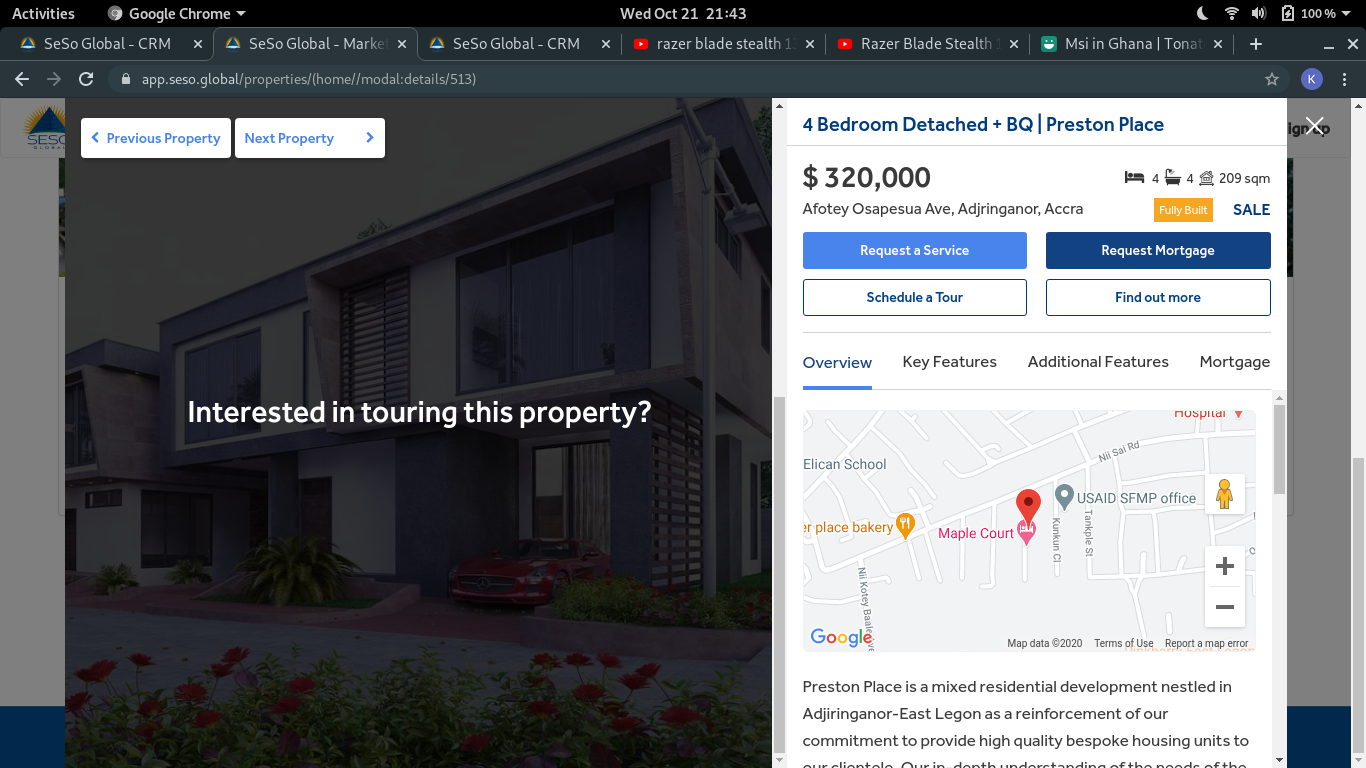 Activities
Google Chrome
Wed Oct 21 21:43
100 %
SeSo Global - CRM
SeSo Global - Marke
SeSo Global - CRM
razer blade stealth 13
Razer Blade Stealth 1
Msi in Ghana | Tonat
app.seso.global/properties/(home//modal:details/513)
K
SESO
GLOBAL
Previous Property
Next Property
ign up
4 Bedroom Detached + BQ | Preston Place
$ 320,000
4 4 209 sqm
Afotey Osapesua Ave, Adjringanor, Accra
Fully Built SALE
Request a Service
Request Mortgage
Schedule a Tour
Find out more
Overview Key Features Additional Features Mortgage
Interested in touring this property?
Hospital
Nii Sai Rd
Elican School
USAID SFMP office
er place bakery
Maple Court
Kunkun Cl
Tankple St
Nii Kotey Baale Ave
Google
Map data ©2020 Terms of Use Report a map error
Preston Place is a mixed residential development nestled in
Adjiringanor-East Legon as a reinforcement of our
commitment to provide high quality bespoke housing units to
our clientele. Our in-depth understanding of the needs of the